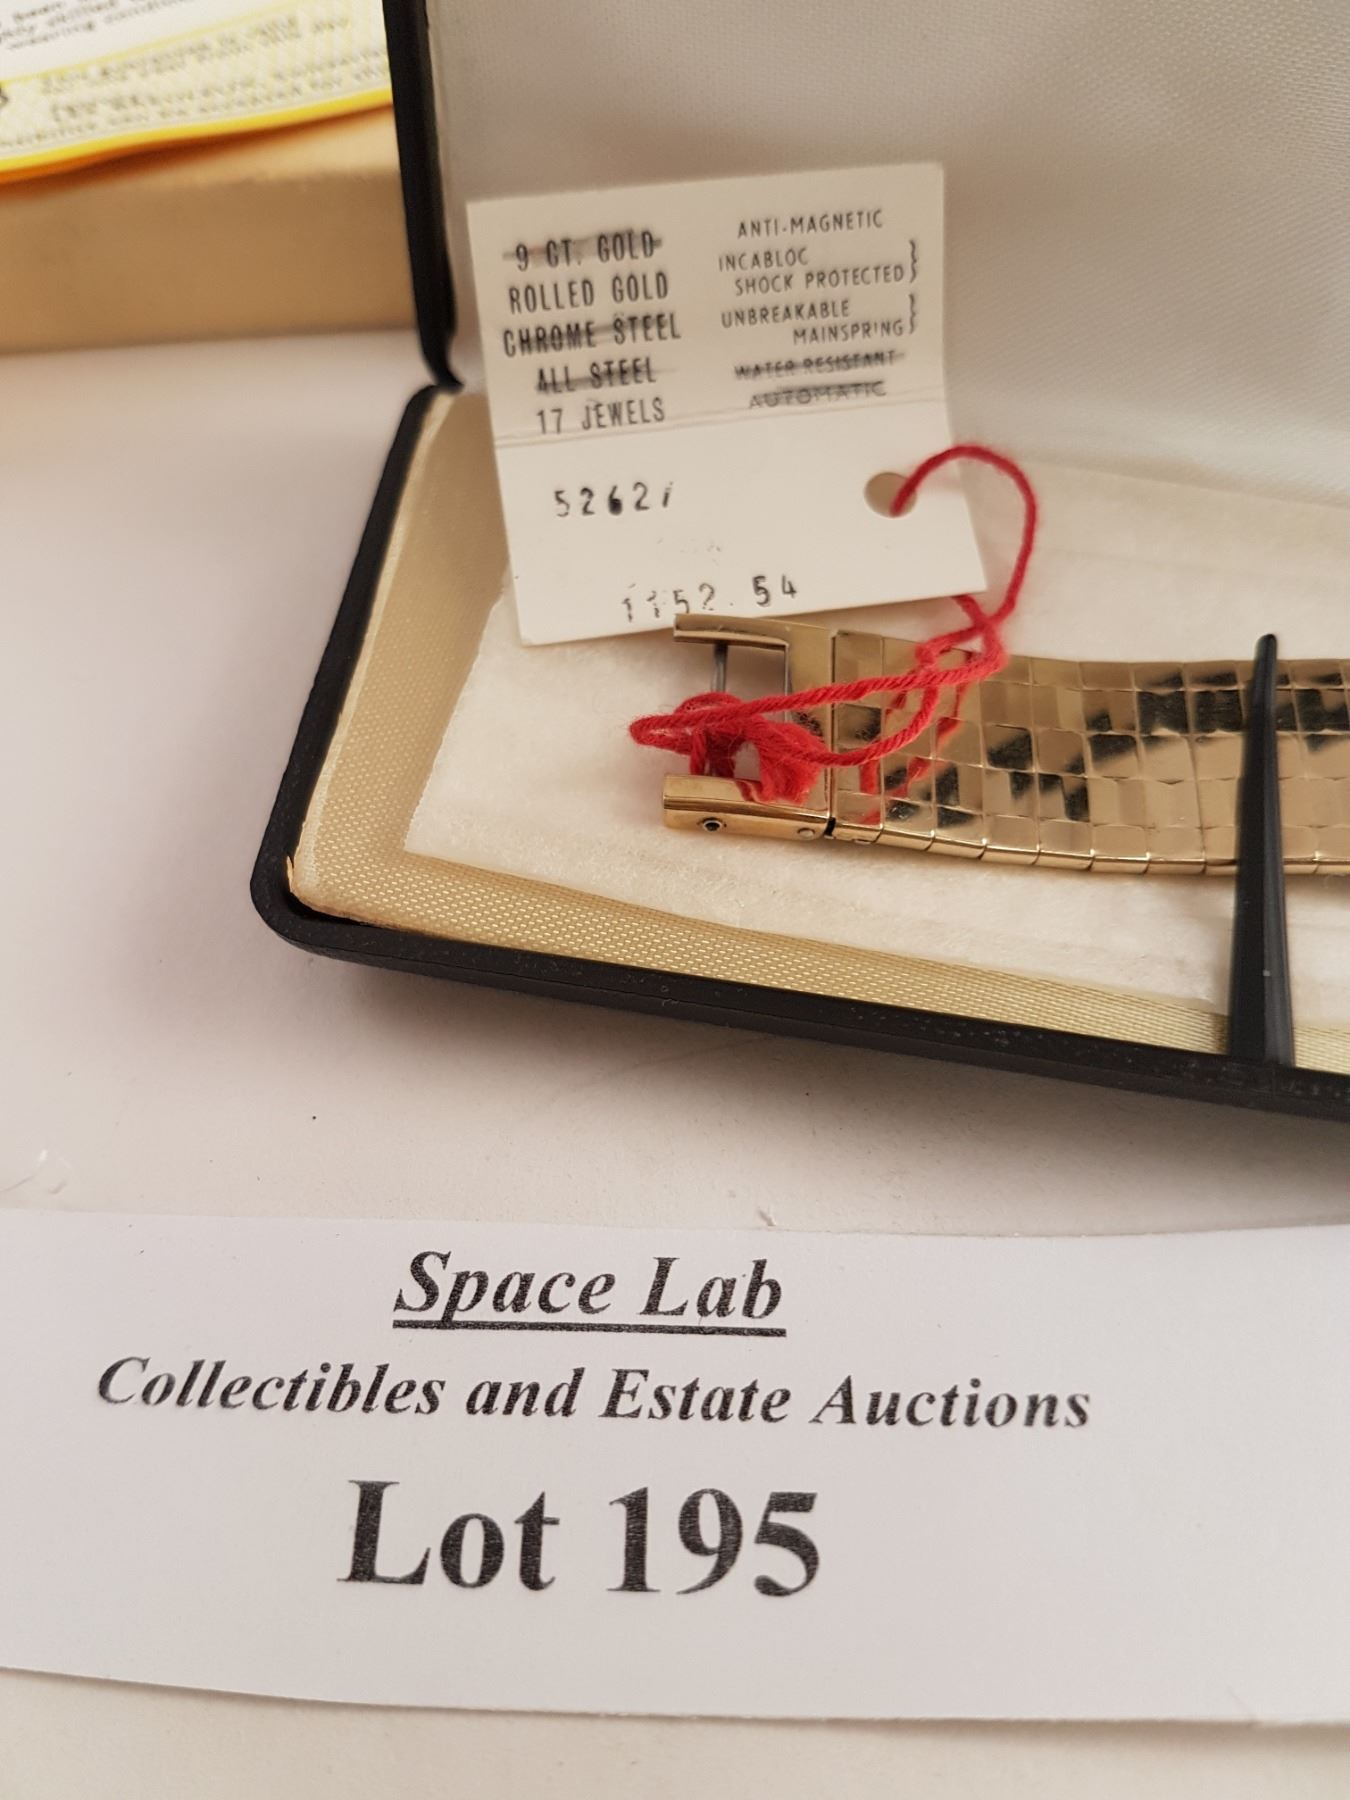 9 CT. GOLD
ROLLED GOLD
CHROME STEEL
ALL STEEL
17 JEWELS
ANTI-MAGNETIC
INCABLOC
SHOCK PROTECTED
UNBREAKABLE
MAINSPRING
WATER RESISTANT
AUTOMATIC
52621
1152.54
Space Lab
Collectibles and Estate Auctions
Lot 195